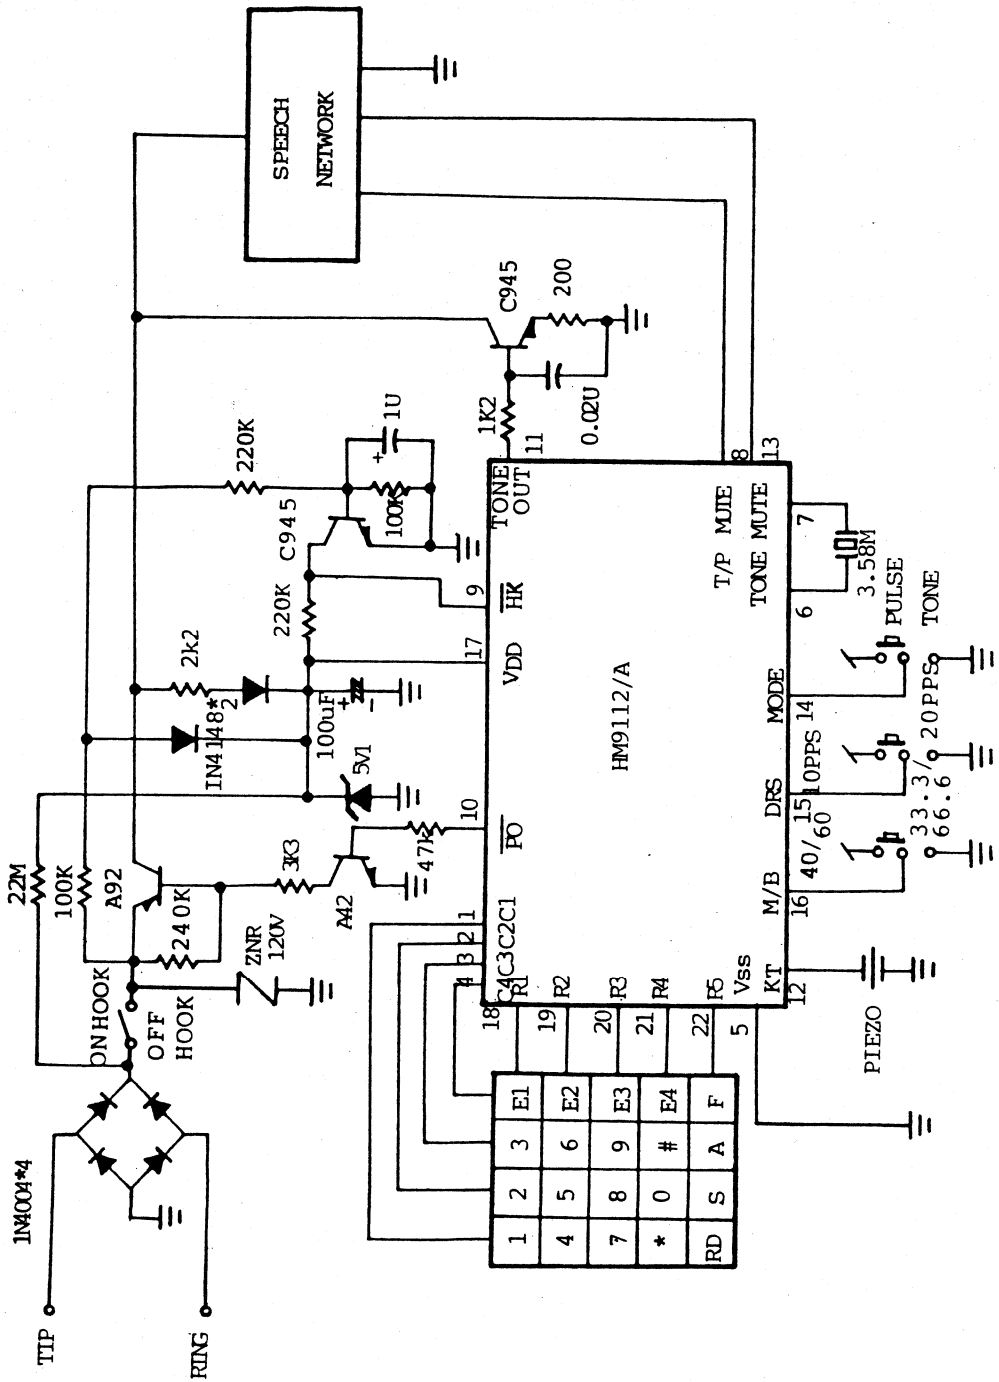 TIP
RING
1N4004*4
ONHOOK
OFF
HOOK
22M
100K
A92
240K
ZNR
120V
3K3
A42
47K
5V1
IN4148*
2
2k2
100uF
+
-
220K
C945
220K
100K
+
1U
1K2
C945
200
0.02U
SPEECH
NETWORK
HM9112/A
1
2
3
4
C4C3C2C1
10
PO
17
VDD
9
HK
11
TONE
OUT
T/P MUTE
8
TONE MUTE
13
18
R1
19
R2
20
R3
21
R4
22
R5
5
Vss
12
KT
16
M/B
15
DRS
14
MODE
6
7
3.58M
PIEZO
40/
60
33.3/
66.6
10PPS
20PPS
PULSE
TONE
1 2 3 E1
4 5 6 E2
7 8 9 E3
* 0 # E4
RD S A F